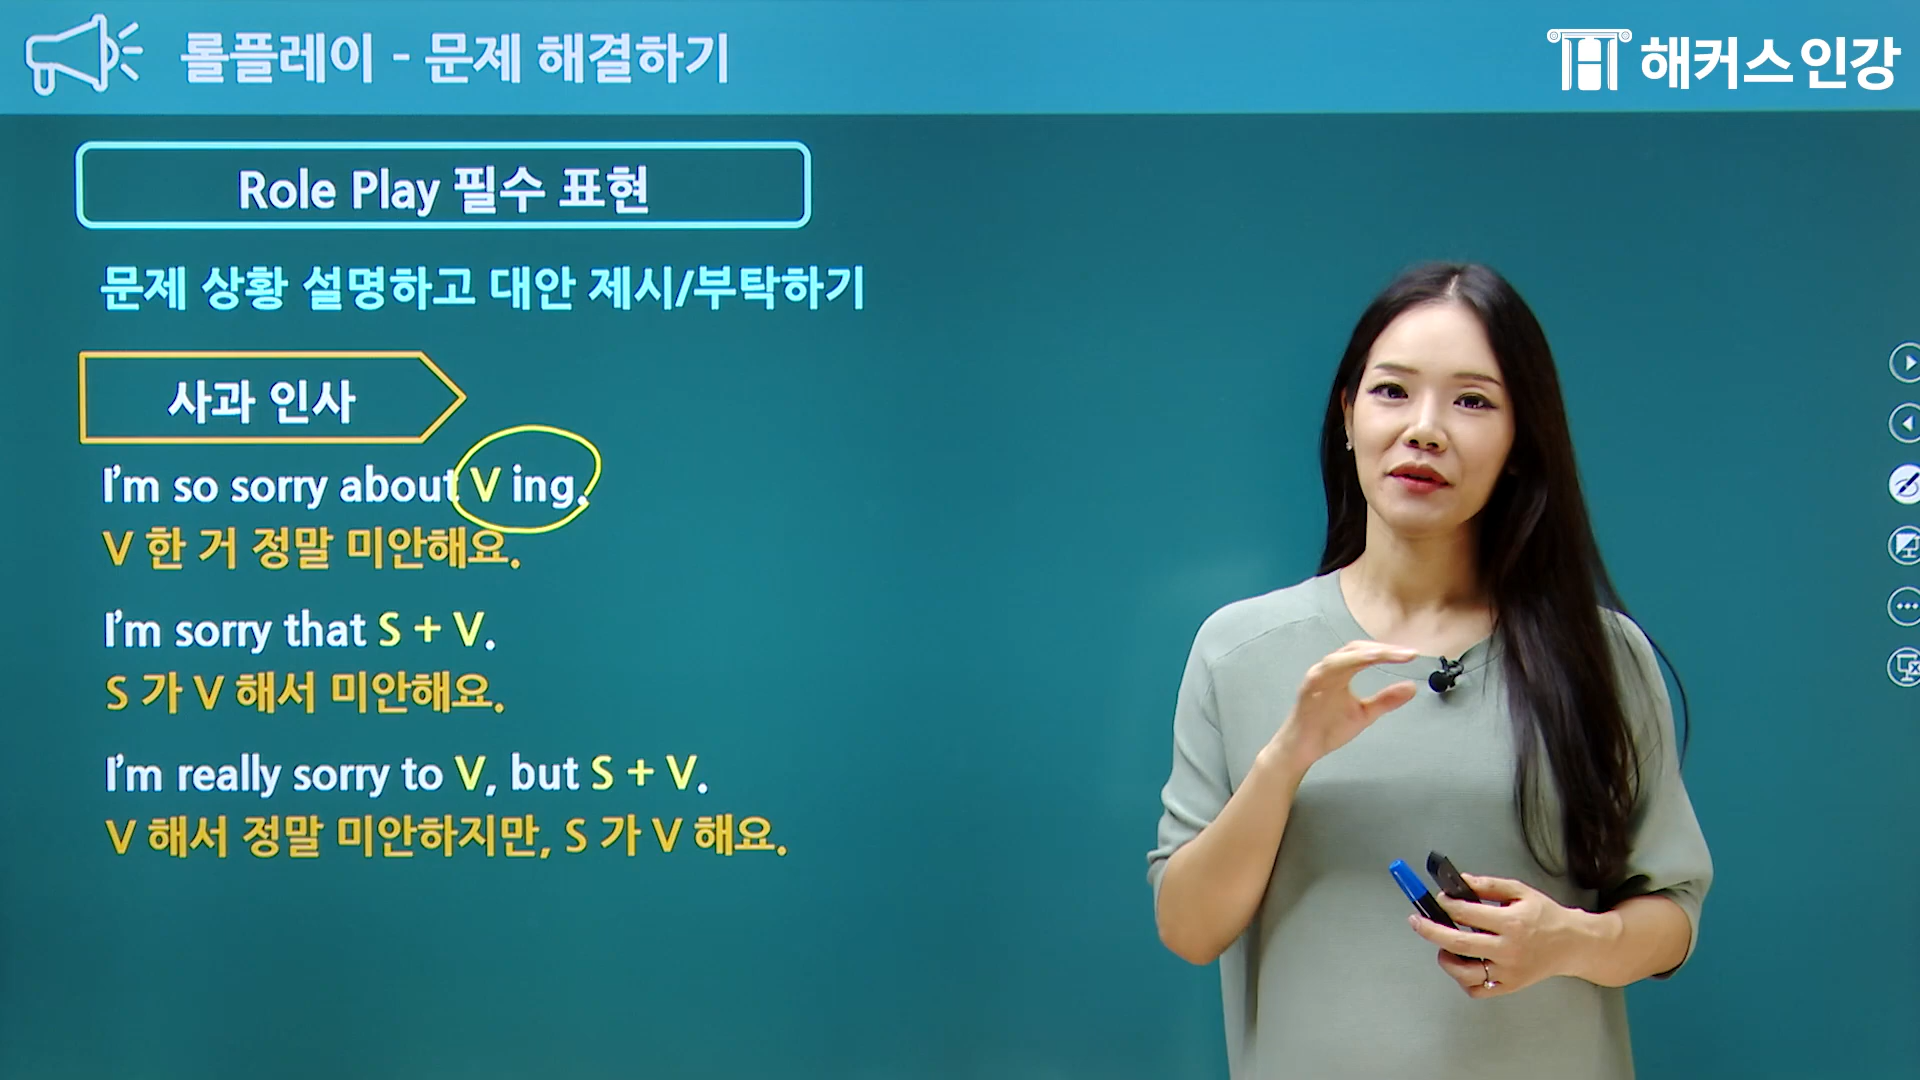 롤플레이 - 문제 해결하기
해커스인강
Role Play 필수 표현
문제 상황 설명하고 대안 제시/부탁하기
사과 인사
I'm so sorry about V ing.
V 한 거 정말 미안해요.
I'm sorry that S + V.
S 가 V 해서 미안해요.
I'm really sorry to V, but S + V.
V 해서 정말 미안하지만, S 가 V 해요.